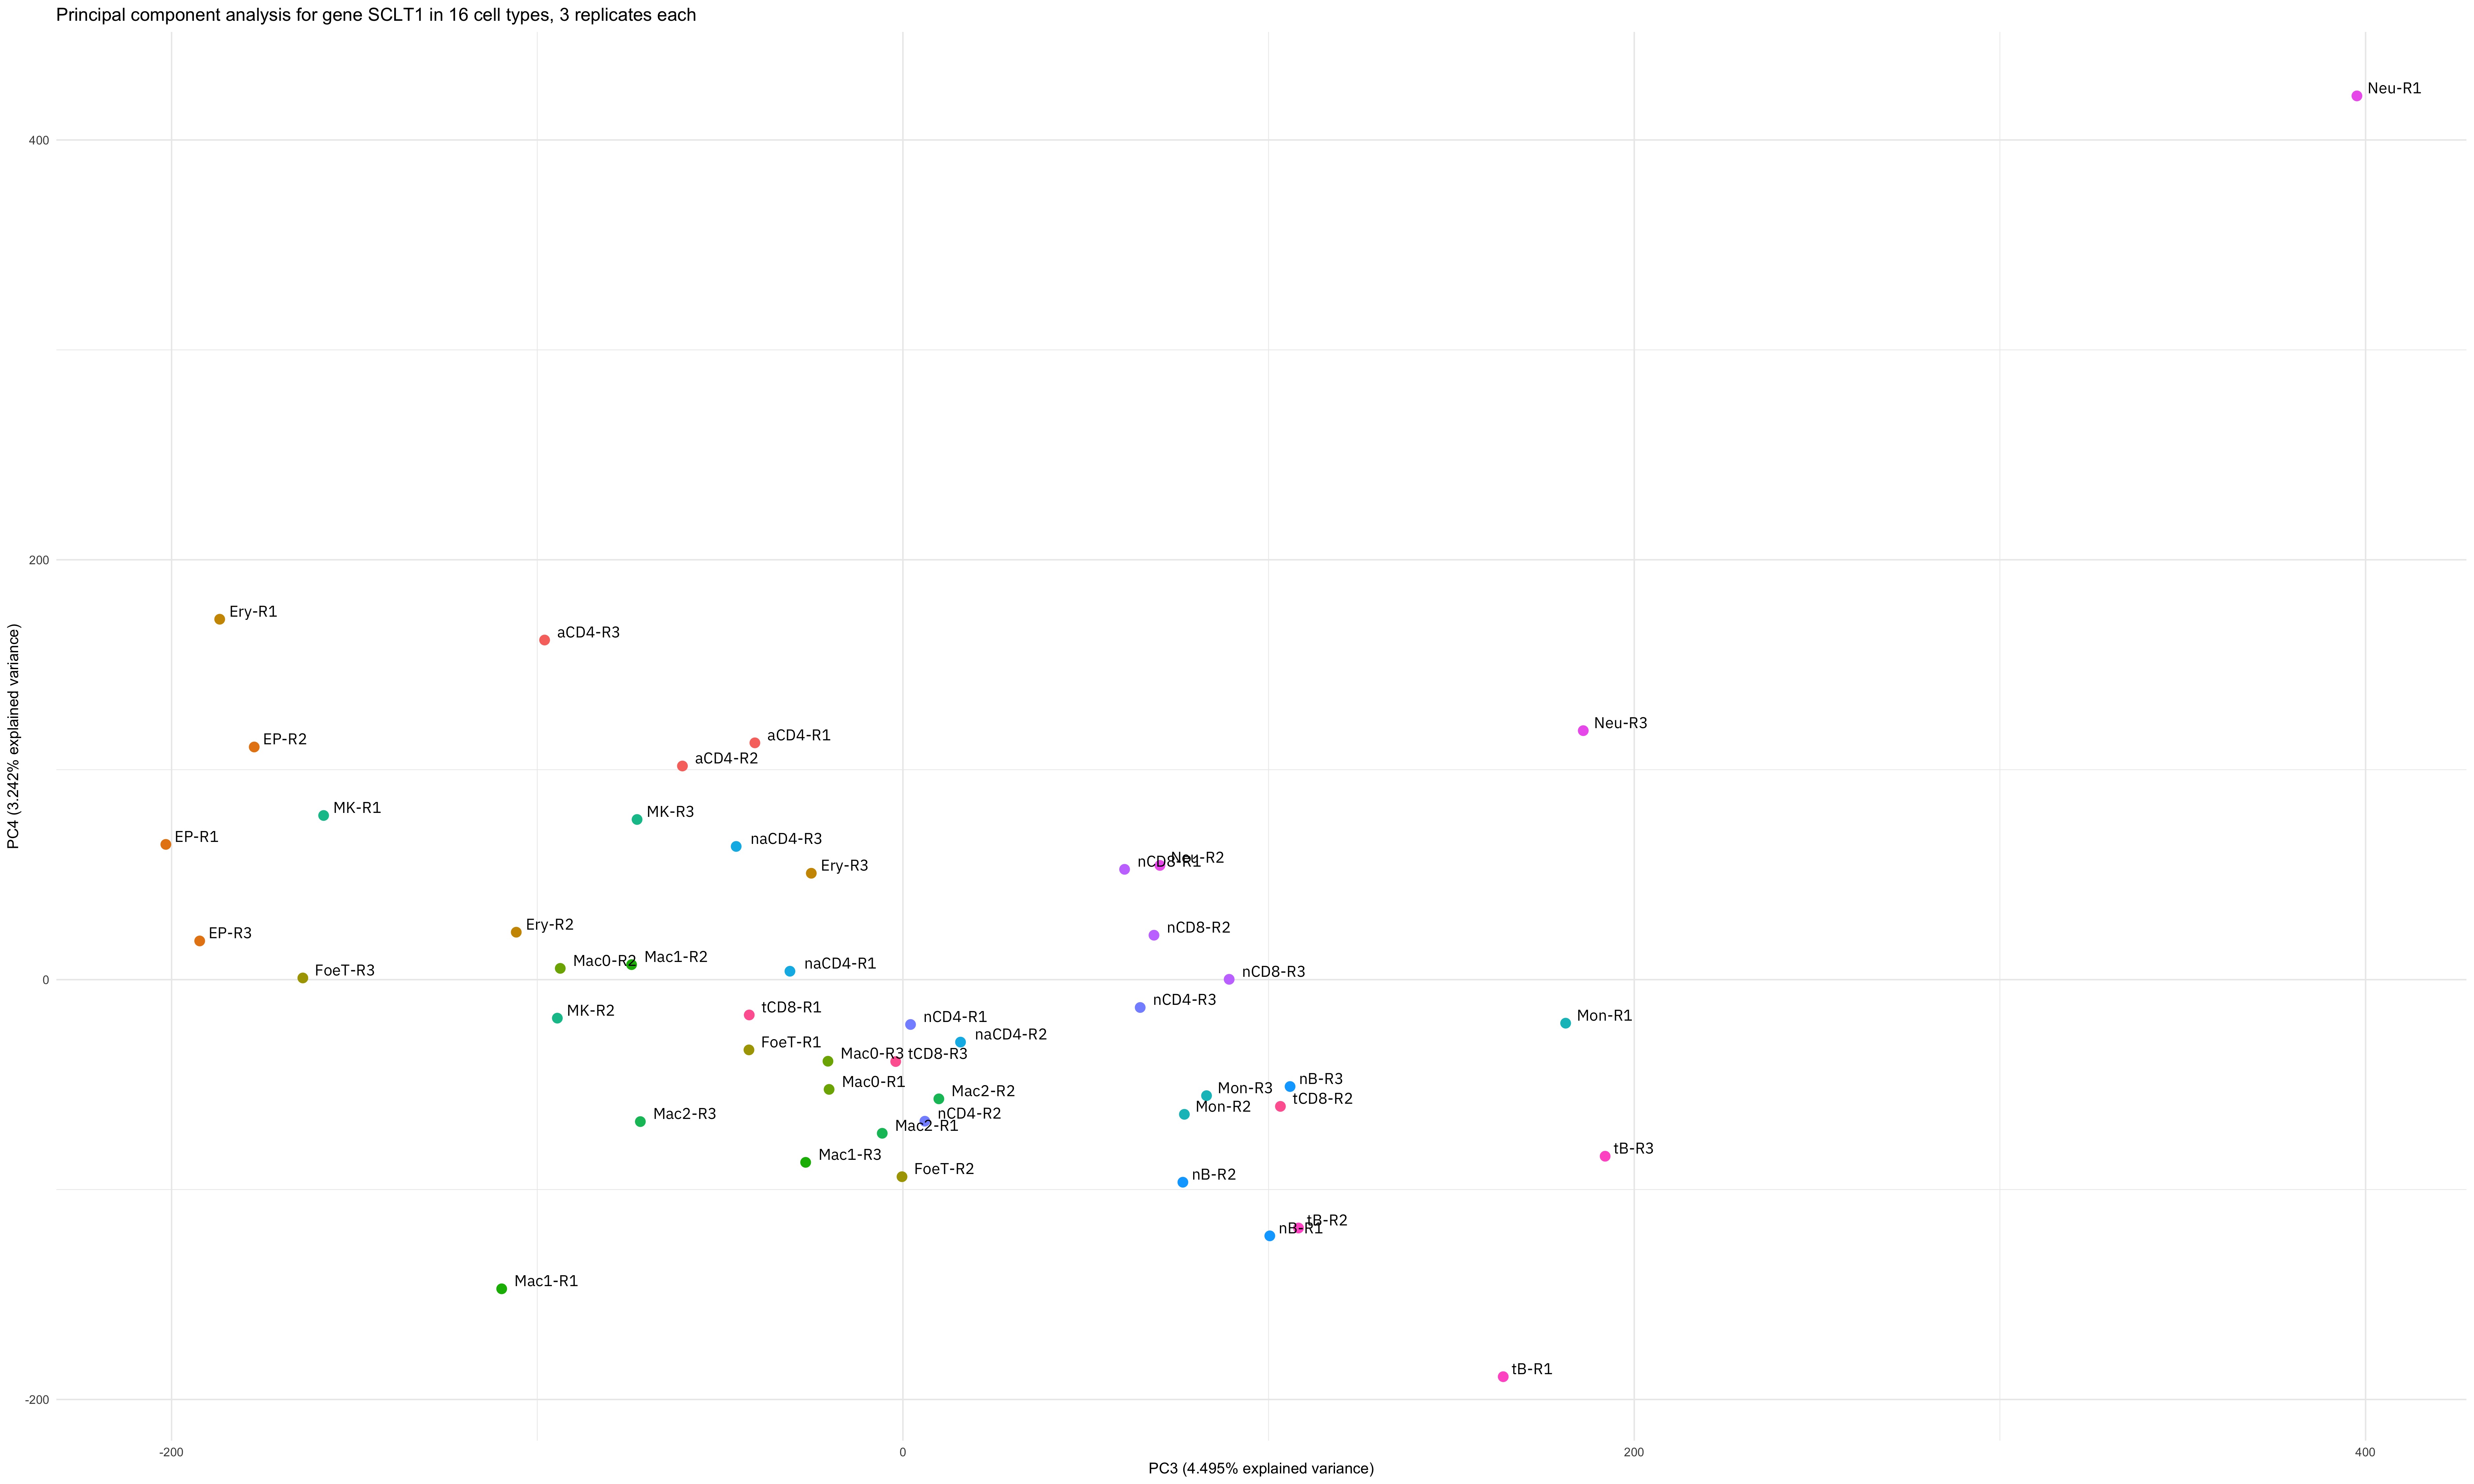 Principal component analysis for gene SCLT1 in 16 cell types, 3 replicates each
Neu-R1
400
200
Ery-R1
aCD4-R3
Neu-R3
EP-R2
aCD4-R1
aCD4-R2
MK-R1
MK-R3
EP-R1
naCD4-R3
Ery-R3
nCD8-R1
Neu-R2
Ery-R2
nCD8-R2
EP-R3
Mac0-R2
Mac1-R2
naCD4-R1
FoeT-R3
nCD8-R3
0
nCD4-R3
MK-R2
tCD8-R1
nCD4-R1
Mon-R1
naCD4-R2
FoeT-R1
Mac0-R3
tCD8-R3
Mac0-R1
nB-R3
Mon-R3
Mac2-R2
tCD8-R2
Mon-R2
Mac2-R3
nCD4-R2
Mac2-R1
tB-R3
Mac1-R3
FoeT-R2
nB-R2
tB-R2
nB-R1
Mac1-R1
tB-R1
-200
-200
0
200
400
PC3 (4.495% explained variance)
PC4 (3.242% explained variance)